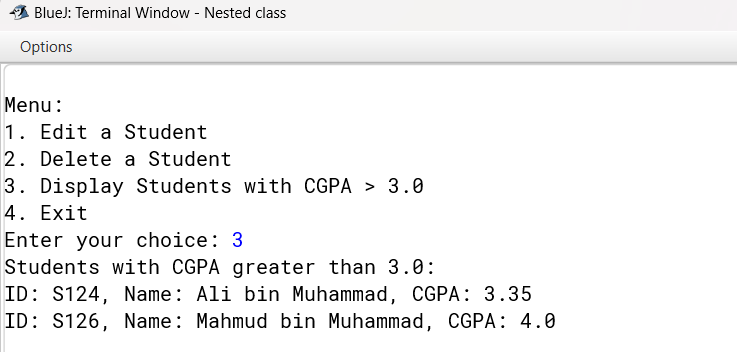 BlueJ: Terminal Window - Nested class
Options
Menu:
1. Edit a Student
2. Delete a Student
3. Display Students with CGPA > 3.0
4. Exit
Enter your choice: 3
Students with CGPA greater than 3.0:
ID: S124, Name: Ali bin Muhammad, CGPA: 3.35
ID: S126, Name: Mahmud bin Muhammad, CGPA: 4.0